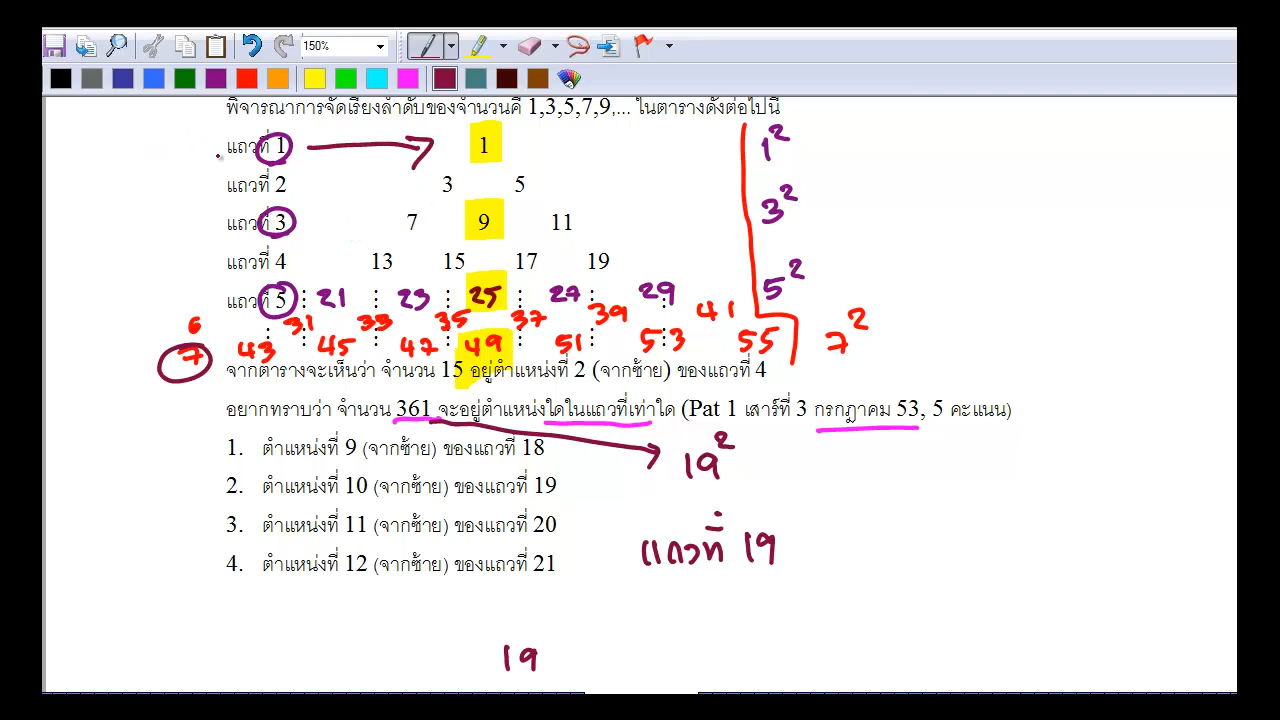 150%
พิจารณาการจัดเรียงลำดับของจำนวนคี่ 1,3,5,7,9,... ในตารางดังต่อไปนี้
แถวที่ 1 1 1²
แถวที่ 2 3 5
แถวที่ 3 7 9 11 3²
แถวที่ 4 13 15 17 19
แถวที่ 5 21 23 25 27 29 5²
6 31 33 35 37 39 41
7 43 45 47 49 51 53 55 7²
จากตารางจะเห็นว่า จำนวน 15 อยู่ตำแหน่งที่ 2 (จากซ้าย) ของแถวที่ 4
อยากทราบว่า จำนวน 361 จะอยู่ตำแหน่งใดในแถวที่เท่าใด (Pat 1 เสาร์ที่ 3 กรกฎาคม 53, 5 คะแนน)
1. ตำแหน่งที่ 9 (จากซ้าย) ของแถวที่ 18
19²
2. ตำแหน่งที่ 10 (จากซ้าย) ของแถวที่ 19
3. ตำแหน่งที่ 11 (จากซ้าย) ของแถวที่ 20
แถวที่ 19
4. ตำแหน่งที่ 12 (จากซ้าย) ของแถวที่ 21
19